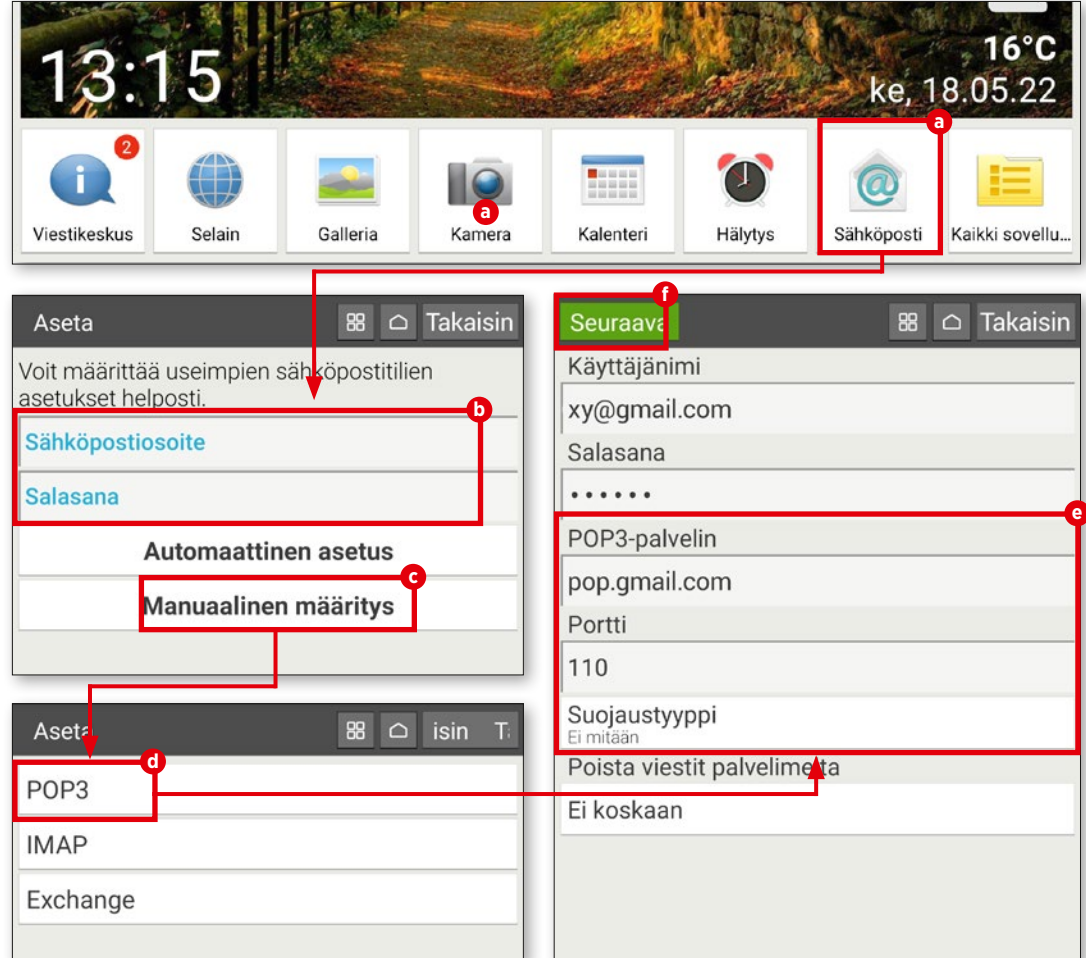 13:15
16°C
ke, 18.05.22
a
2
a
Viestikeskus
Selain
Galleria
Kamera
Kalenteri
Hälytys
Sähköposti
Kaikki sovellu...
Aseta
Takaisin
Voit määrittää useimpien sähköpostitilien
asetukset helposti.
b
Sähköpostiosoite
Salasana
Automaattinen asetus
c
Manuaalinen määritys
Aseta
isin
d
POP3
IMAP
Exchange
f
Seuraava
Takaisin
Käyttäjänimi
xy@gmail.com
Salasana
••••••
e
POP3-palvelin
pop.gmail.com
Portti
110
Suojaustyyppi
Ei mitään
Poista viestit palvelimelta
Ei koskaan